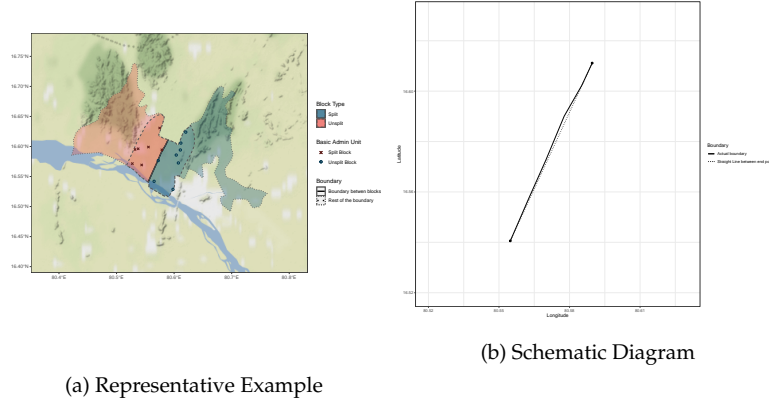 16.75°N
16.70°N
16.65°N
16.60°N
16.55°N
16.50°N
16.45°N
16.40°N
80.4°E
80.5°E
80.6°E
80.7°E
80.8°E
Block Type
Split
Unsplit
Basic Admin Unit
Split Block
Unsplit Block
Boundary
Boundary between blocks
Rest of the boundary
(a) Representative Example
Latitude
Longitude
Boundary
Actual boundary
Straight Line between end po
(b) Schematic Diagram